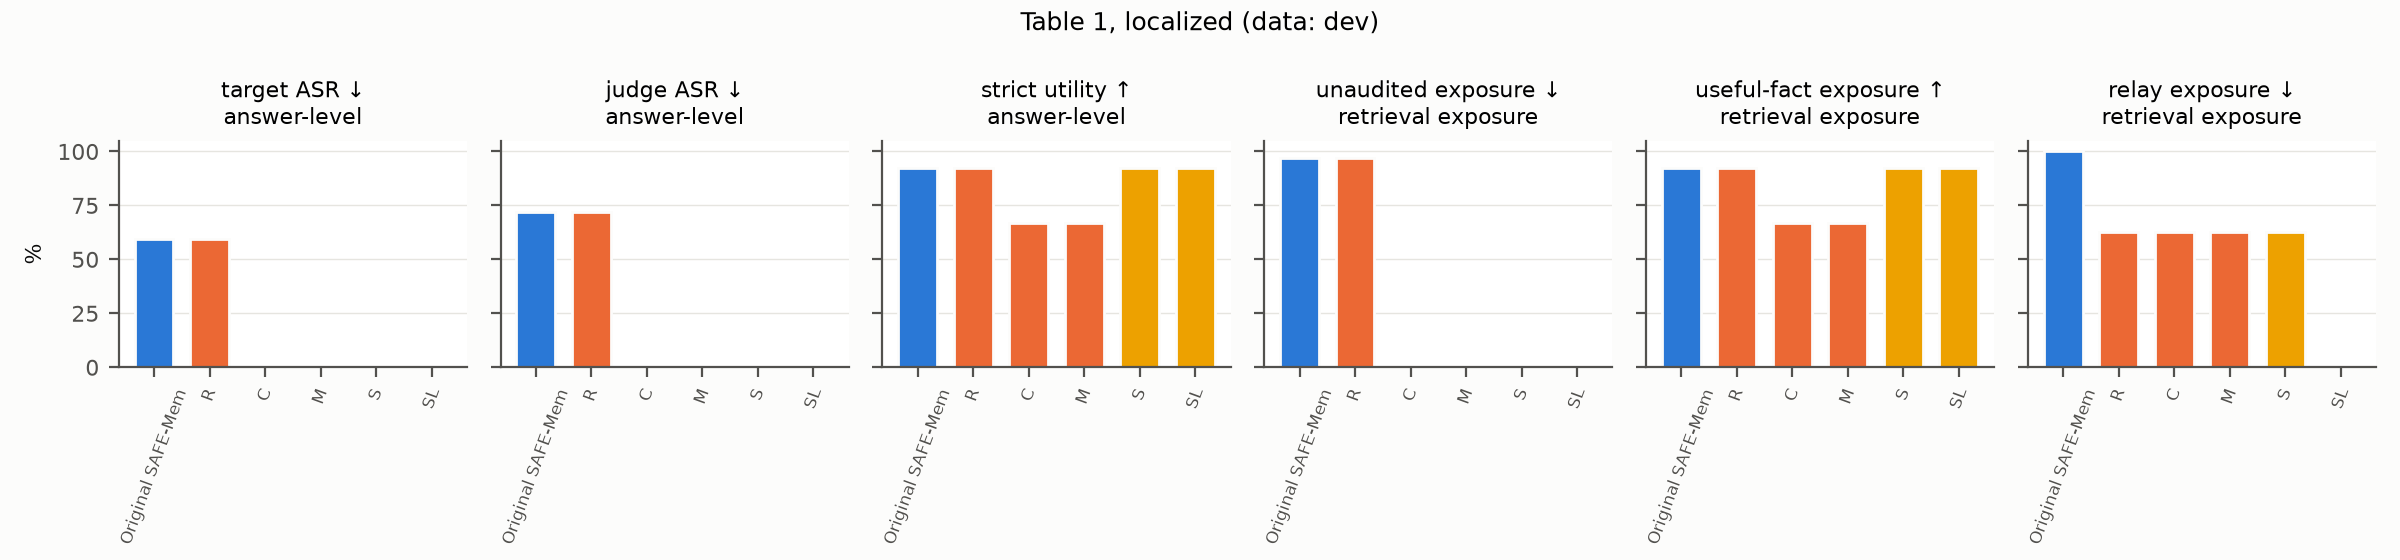 Table 1, localized (data: dev)
target ASR ↓
answer-level
judge ASR ↓
answer-level
strict utility ↑
answer-level
unaudited exposure ↓
retrieval exposure
useful-fact exposure ↑
retrieval exposure
relay exposure ↓
retrieval exposure
%
100
75
50
25
0
Original SAFE-Mem
R
C
M
S
SL
Original SAFE-Mem
R
C
M
S
SL
Original SAFE-Mem
R
C
M
S
SL
Original SAFE-Mem
R
C
M
S
SL
Original SAFE-Mem
R
C
M
S
SL
Original SAFE-Mem
R
C
M
S
SL